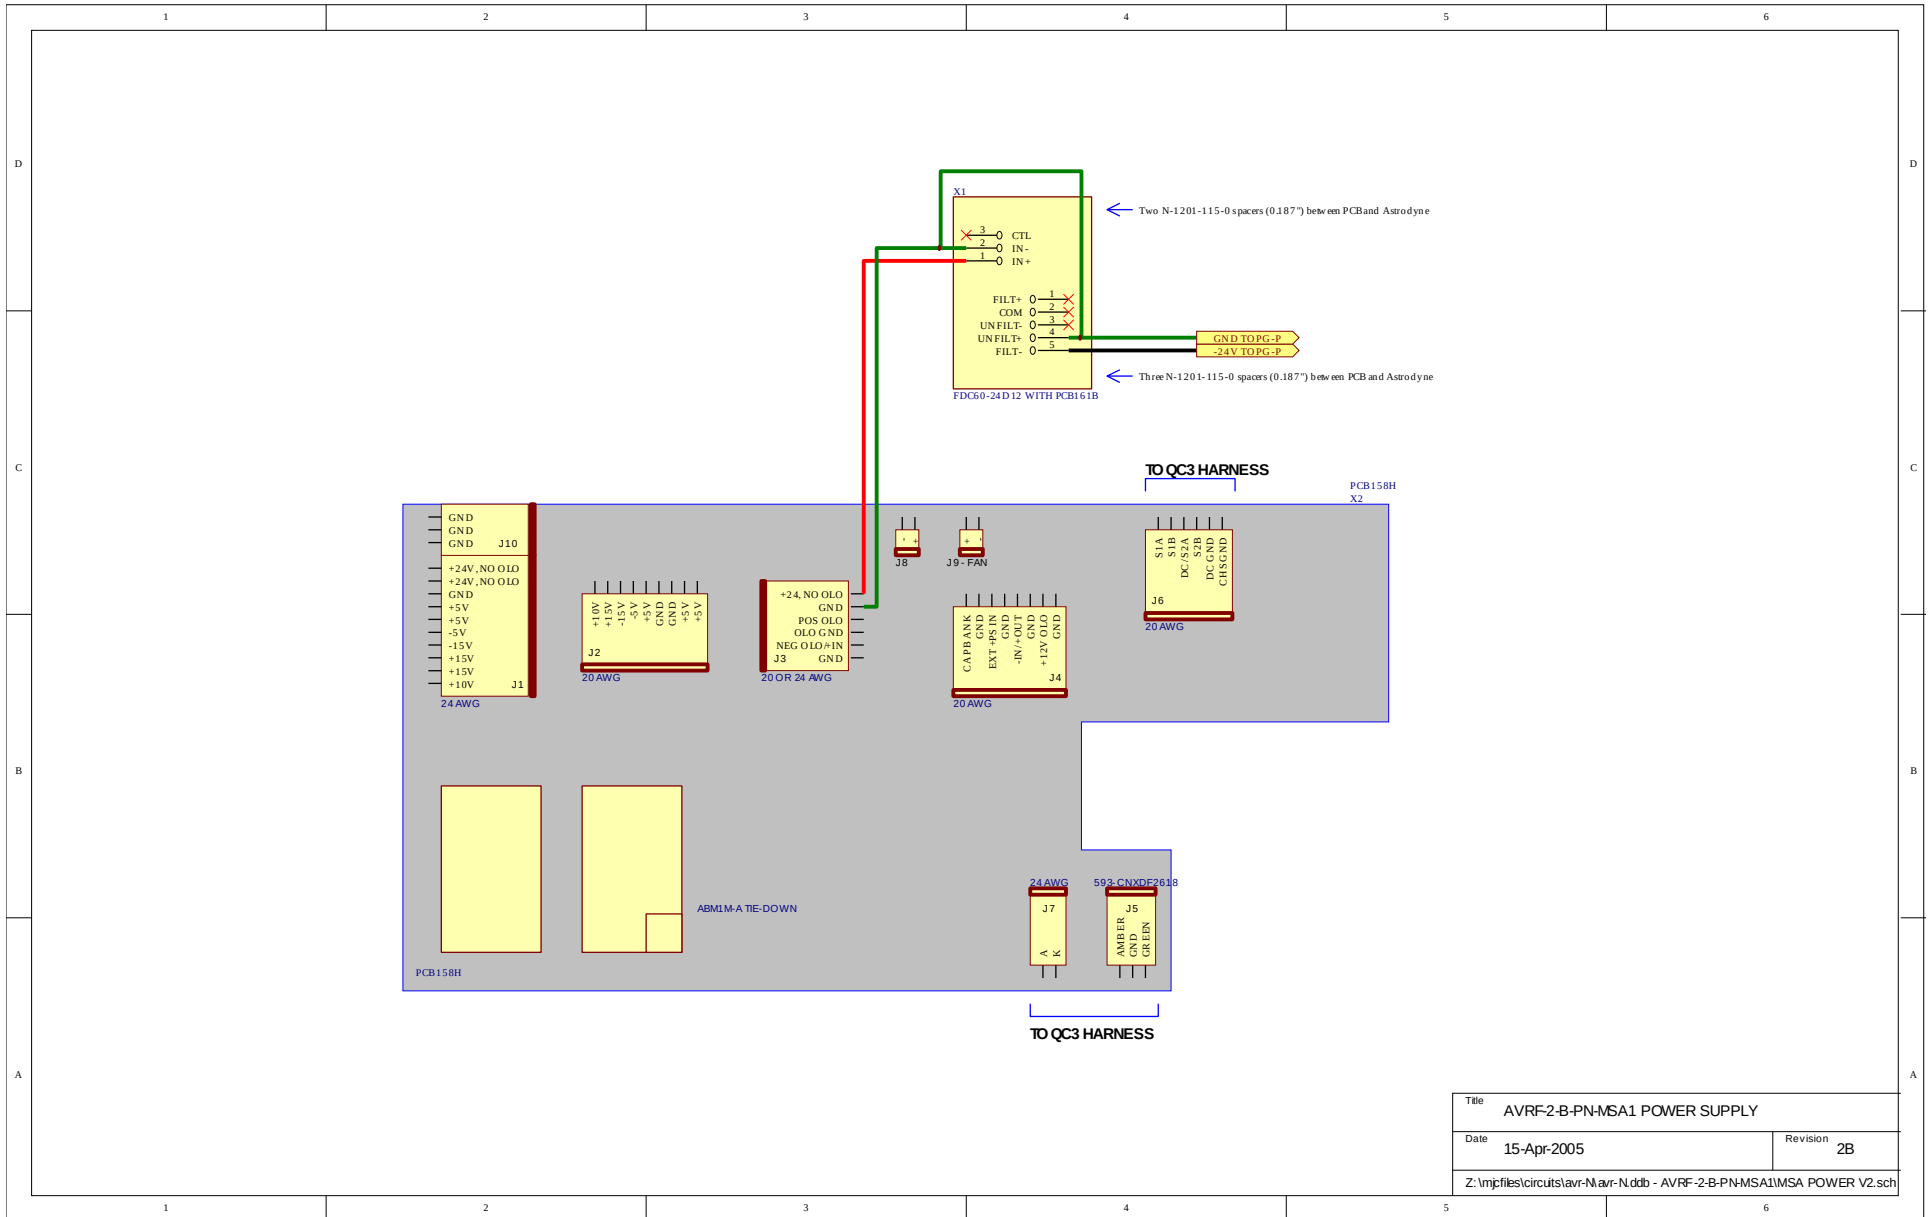 1 2 3 4 5 6
D D
X1
Two N-1201-115-0 spacers (0.187") between PCB and Astrodyne
3 CTL
2 IN-
1 IN+
FILT+ 1
COM 2
UNFILT- 3
UNFILT+ 4
FILT- 5
GND TO PG-P
-24V TO PG-P
Three N-1201-115-0 spacers (0.187") between PCB and Astrodyne
FDC60-24D12 WITH PCB161B
C C
TO QC3 HARNESS
PCB158H
X2
GND
GND
GND
J10
+24V, NO OLO
+24V, NO OLO
GND
+5V
+5V
-5V
-15V
+15V
+15V
+10V
J1
24 AWG
+10V
+15V
-15V
-5V
+5V
GND
GND
+5V
+5V
J2
20 AWG
+24, NO OLO
GND
POS OLO
OLO GND
NEG OLO/+IN
GND
J3
20 OR 24 AWG
- +
J8
+ -
J9 - FAN
CAPBANK
GND
EXT +PS IN
GND
-IN/+OUT
GND
+12V OLO
GND
J4
20 AWG
S1A
S1B
DC/S2A
S2B
DC GND
CHSGND
J6
20 AWG
B B
24 AWG
J7
A
K
593-CNXDF2618
J5
AMBER
GND
GREEN
ABM1M-A TIE-DOWN
PCB158H
TO QC3 HARNESS
A A
Title
AVRF-2-B-PN-MSA1 POWER SUPPLY
Date
15-Apr-2005
Revision
2B
Z:\mjcfiles\circuits\avr-N\avr-N.ddb - AVRF-2-B-PN-MSA1\MSA POWER V2.sch
1 2 3 4 5 6